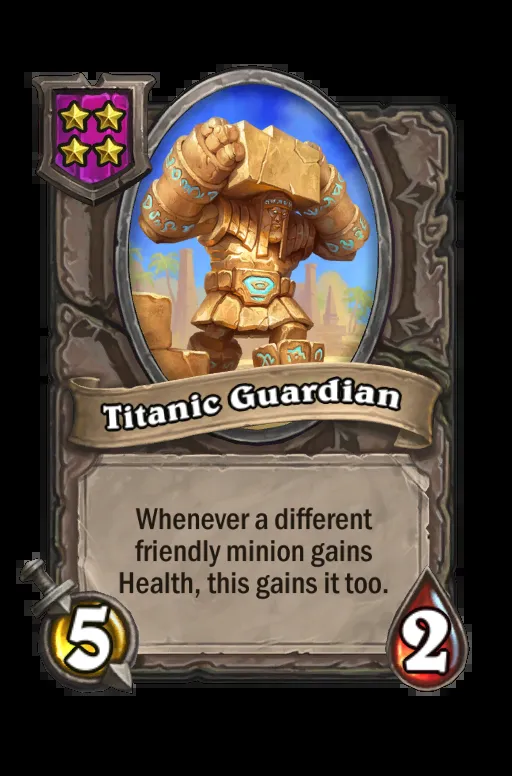 Titanic Guardian
Whenever a different
friendly minion gains
Health, this gains it too.
5
2